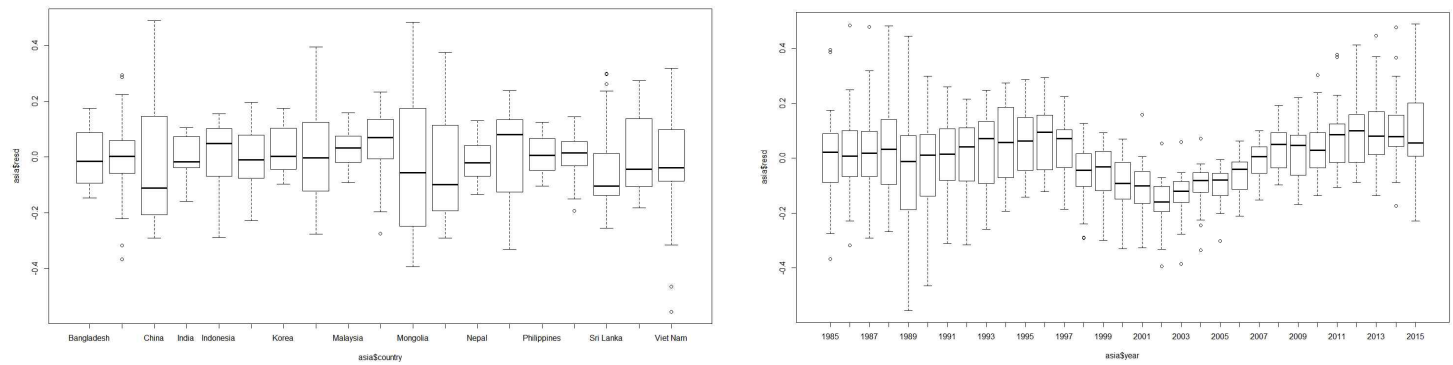 0.4
0.2
0.0
-0.2
-0.4
asia$resd
Bangladesh China India Indonesia Korea Malaysia Mongolia Nepal Philippines Sri Lanka Viet Nam
asia$country
0.4
0.2
0.0
-0.2
-0.4
asia$resd
1985 1987 1989 1991 1993 1995 1997 1999 2001 2003 2005 2007 2009 2011 2013 2015
asia$year